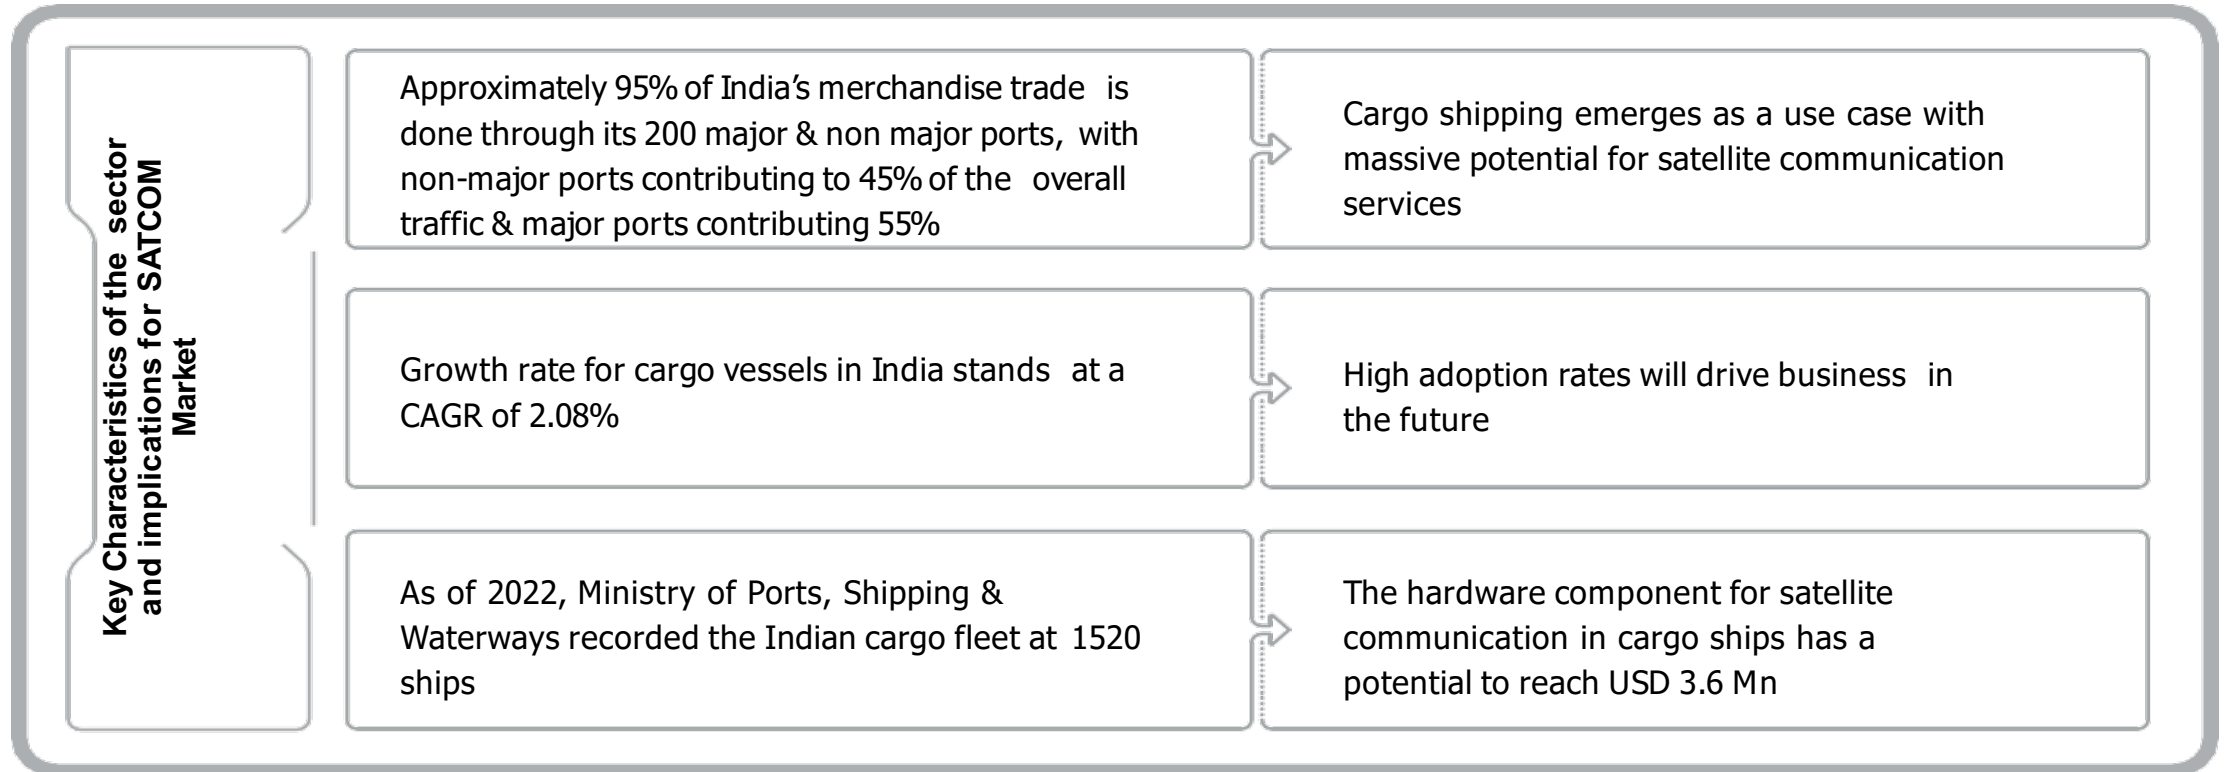 Key Characteristics of the sector
and implications for SATCOM
Market
Approximately 95% of India’s merchandise trade is
done through its 200 major & non major ports, with
non-major ports contributing to 45% of the overall
traffic & major ports contributing 55%
Cargo shipping emerges as a use case with
massive potential for satellite communication
services
Growth rate for cargo vessels in India stands at a
CAGR of 2.08%
High adoption rates will drive business in
the future
As of 2022, Ministry of Ports, Shipping &
Waterways recorded the Indian cargo fleet at 1520
ships
The hardware component for satellite
communication in cargo ships has a
potential to reach USD 3.6 Mn